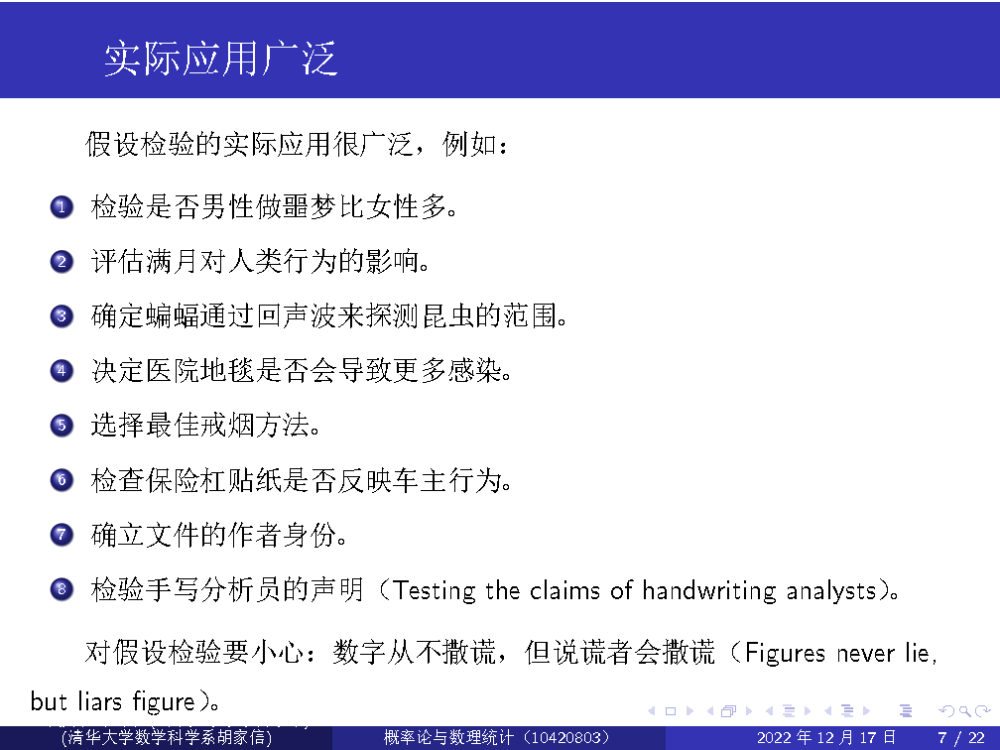 实际应用广泛
假设检验的实际应用很广泛，例如：
1 检验是否男性做噩梦比女性多。
2 评估满月对人类行为的影响。
3 确定蝙蝠通过回声波来探测昆虫的范围。
4 决定医院地毯是否会导致更多感染。
5 选择最佳戒烟方法。
6 检查保险杠贴纸是否反映车主行为。
7 确立文件的作者身份。
8 检验手写分析员的声明（Testing the claims of handwriting analysts）。
对假设检验要小心：数字从不撒谎，但说谎者会撒谎（Figures never lie,
but liars figure）。
(清华大学数学科学系胡家信) 概率论与数理统计（10420803） 2022 年 12 月 17 日 7 / 22